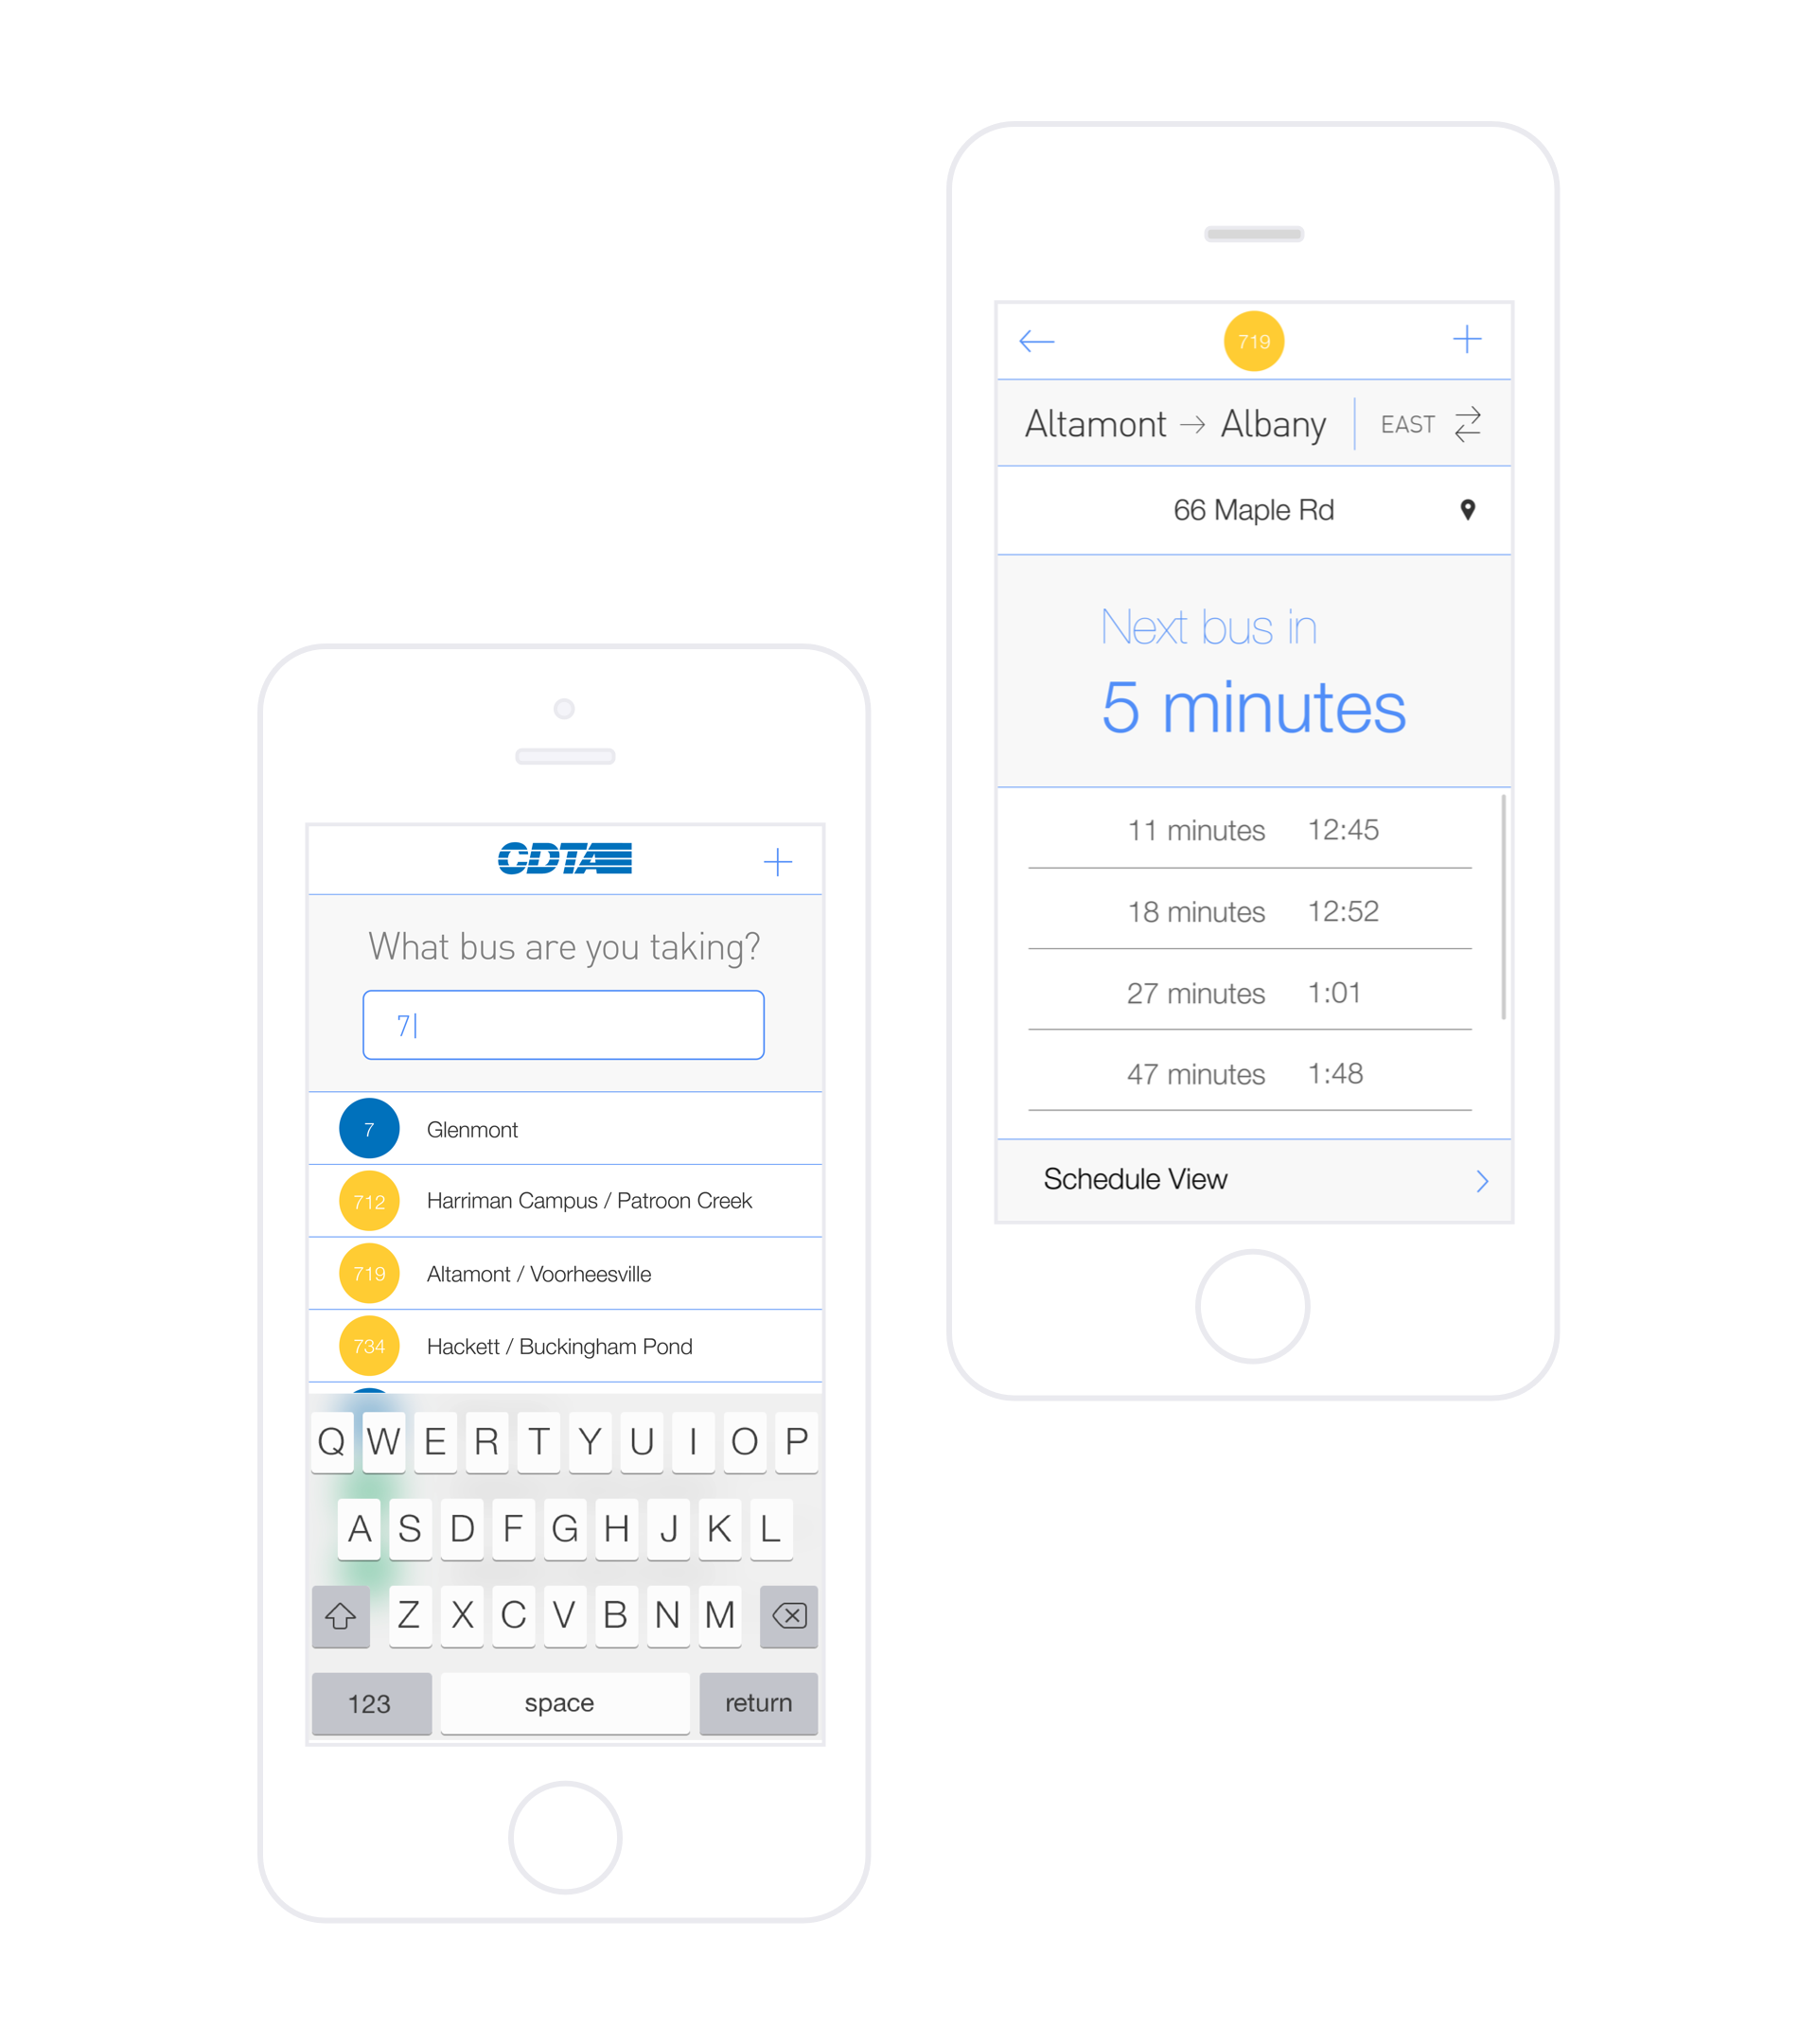 CDTA
What bus are you taking?
7
7 Glenmont
712 Harriman Campus / Patroon Creek
719 Altamont / Voorheesville
734 Hackett / Buckingham Pond
Q W E R T Y U I O P
A S D F G H J K L
Z X C V B N M
123 space return
719
Altamont → Albany EAST
66 Maple Rd
Next bus in
5 minutes
11 minutes 12:45
18 minutes 12:52
27 minutes 1:01
47 minutes 1:48
Schedule View